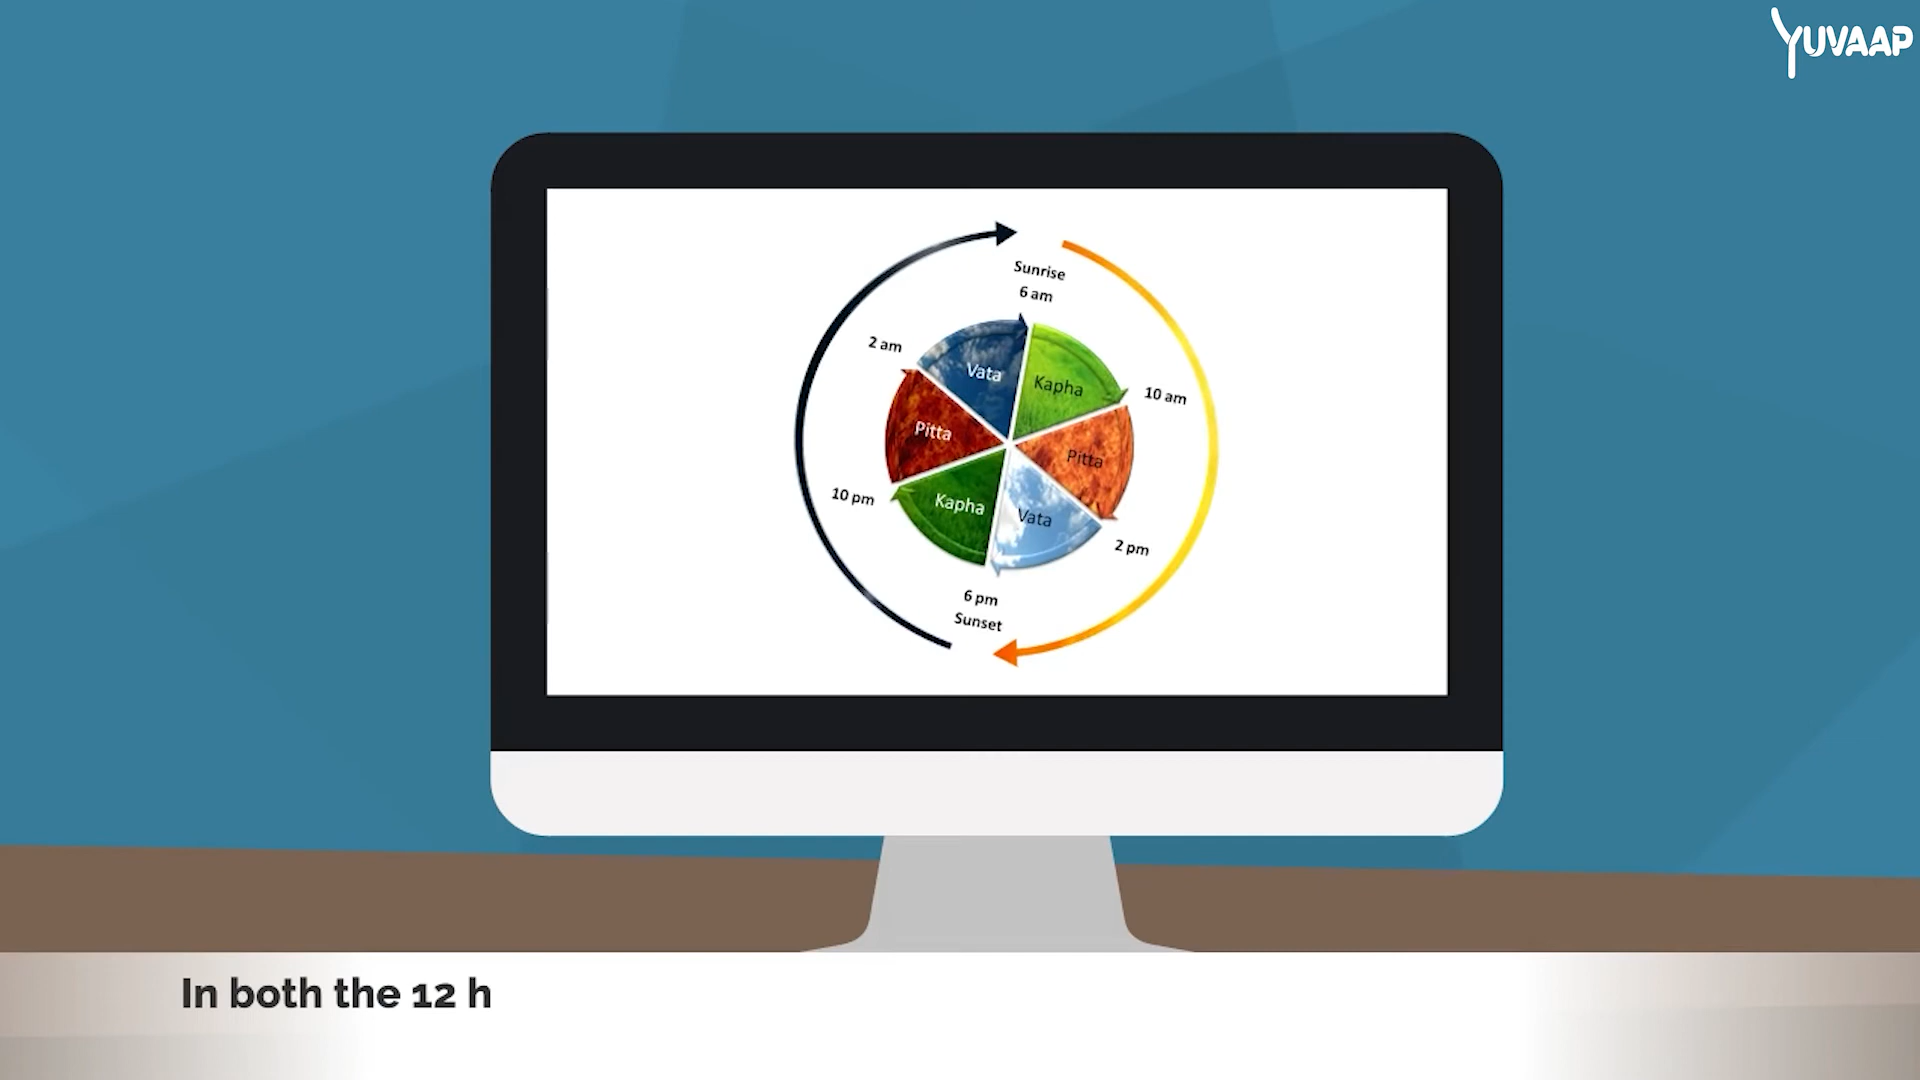 YUVAAP
Sunrise
6 am
2 am
Vata
Kapha
10 am
Pitta
Pitta
10 pm
Kapha
Vata
2 pm
6 pm
Sunset
In both the 12 h